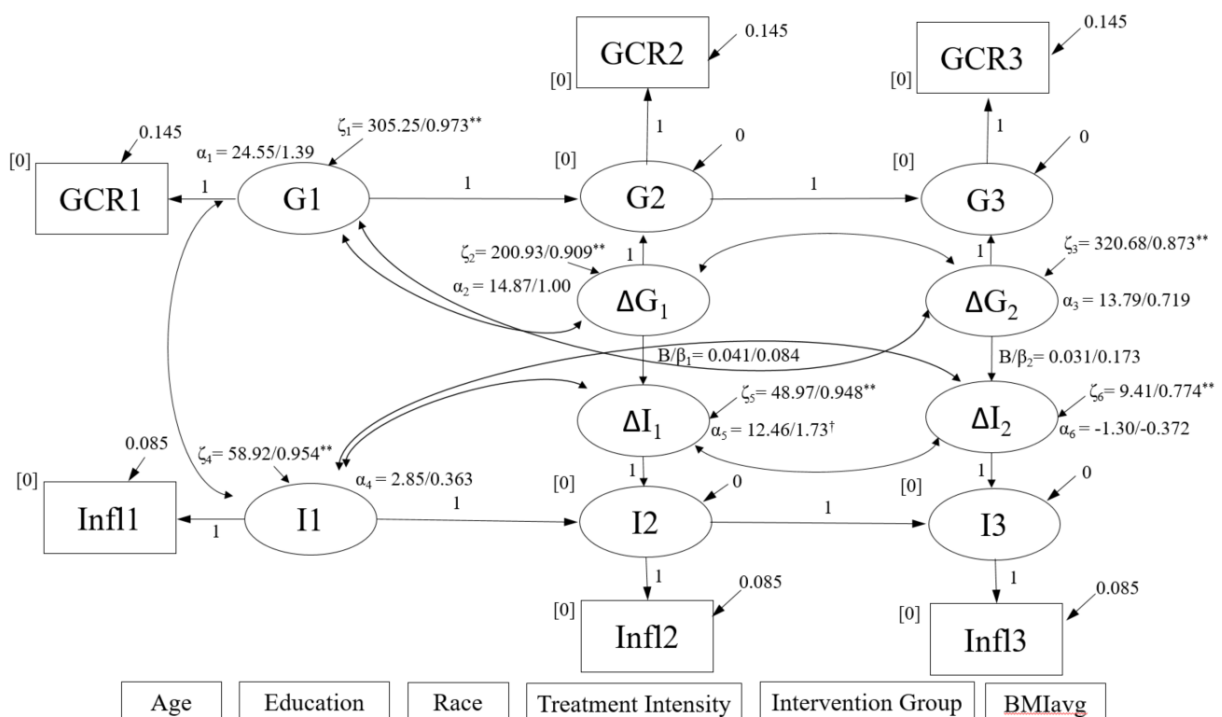 0.145
0.145
GCR2
GCR3
[0]
[0]
ζ1= 305.25/0.973**
1
1
0.145
0
0
α1 = 24.55/1.39
[0]
[0]
[0]
GCR1
1
G1
1
G2
1
G3
ζ2= 200.93/0.909**
1
1
ζ3= 320.68/0.873**
α2 = 14.87/1.00
ΔG1
ΔG2
α3 = 13.79/0.719
B/β1= 0.041/0.084
B/β2= 0.031/0.173
ζ5= 48.97/0.948**
ζ6= 9.41/0.774**
ΔI1
ΔI2
α5 = 12.46/1.73†
α6 = -1.30/-0.372
0.085
ζ4= 58.92/0.954**
α4 = 2.85/0.363
1
1
[0]
[0]
[0]
0
0
Infl1
1
I1
1
I2
1
I3
1
1
0.085
0.085
[0]
[0]
Infl2
Infl3
Age
Education
Race
Treatment Intensity
Intervention Group
BMIavg